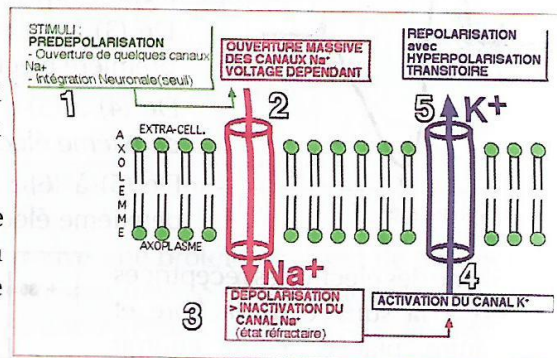 STIMULI :
PREDEPOLARISATION
- Ouverture de quelques canaux
Na+
- Intégration Neuronale(seuil)
1
OUVERTURE MASSIVE
DES CANAUX Na+
VOLTAGE DEPENDANT
2
REPOLARISATION
avec
HYPERPOLARISATION
TRANSITOIRE
5 K+
EXTRA-CELL.
AXOLEMME
AXOPLASME
Na+
3
DEPOLARISATION
> INACTIVATION DU
CANAL Na+
(état réfractaire)
4
ACTIVATION DU CANAL K+